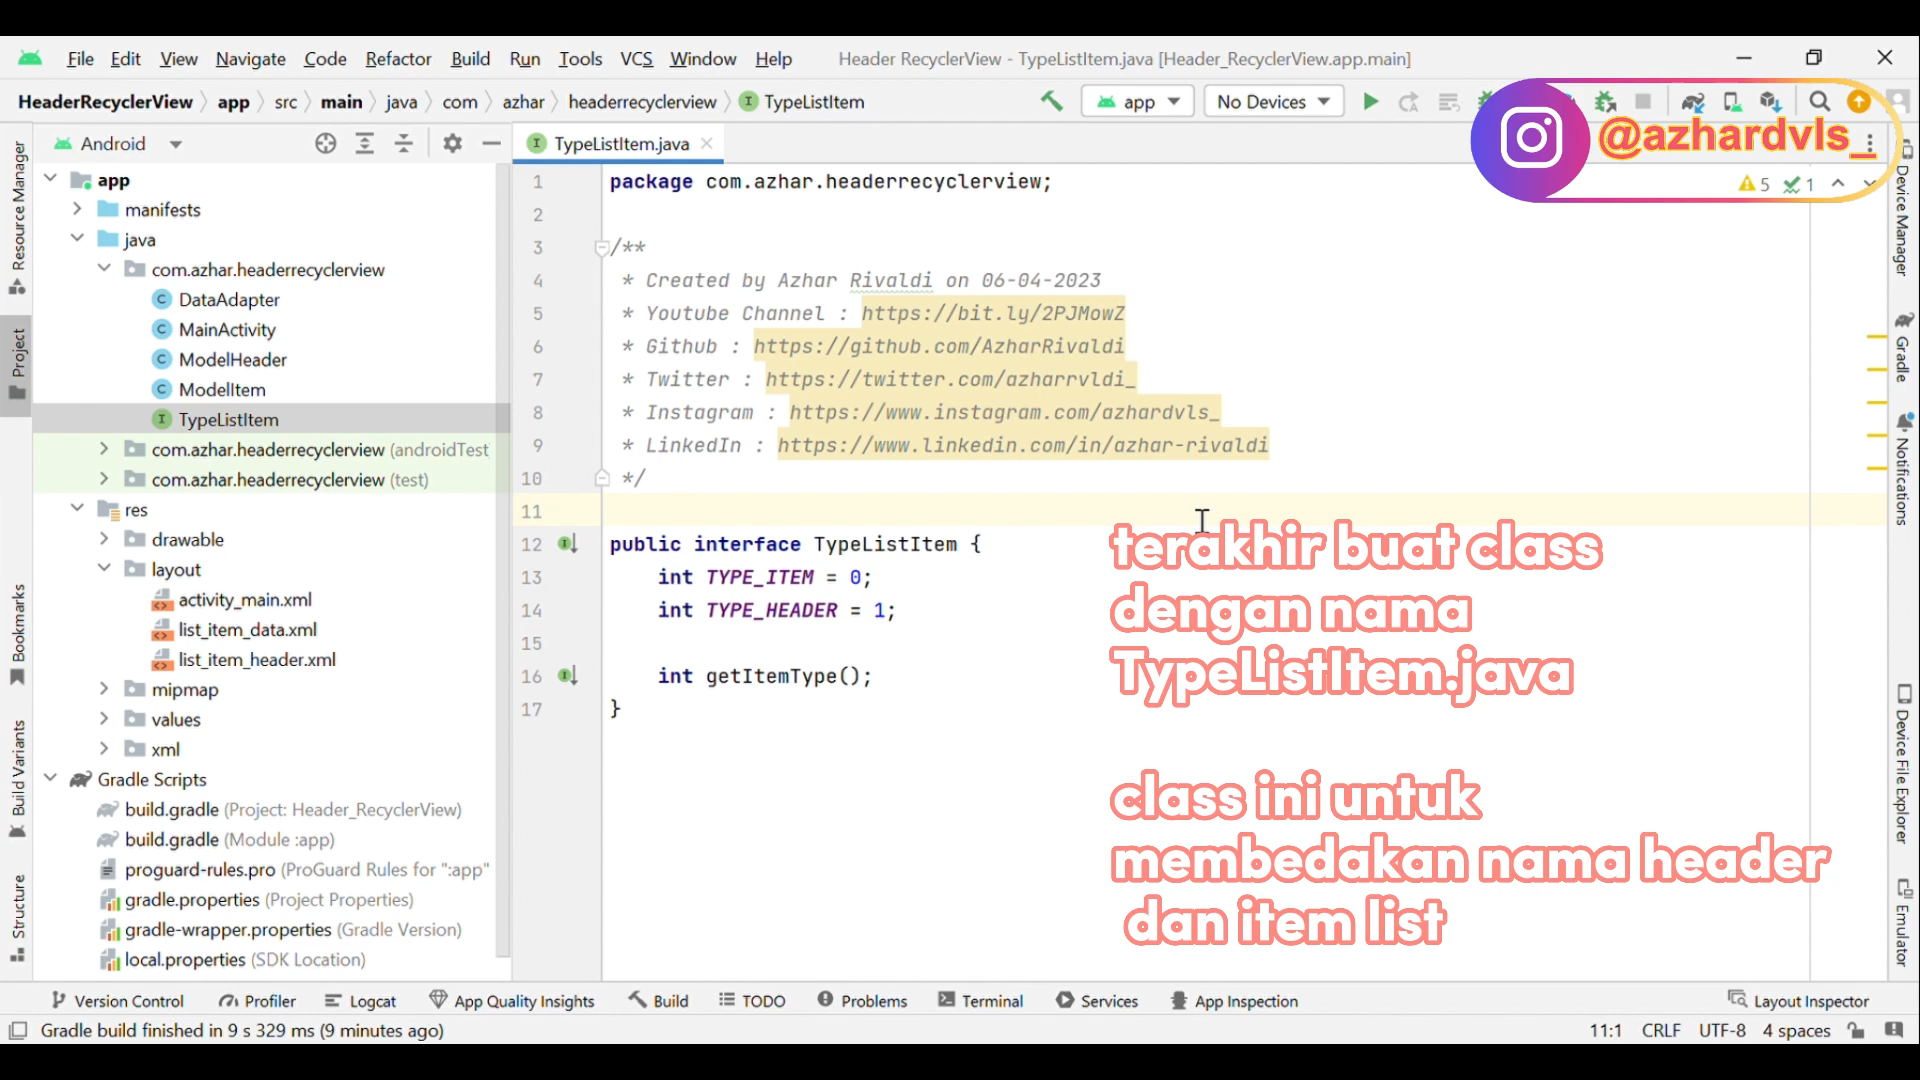 File Edit View Navigate Code Refactor Build Run Tools VCS Window Help Header RecyclerView - TypeListItem.java [Header_RecyclerView.app.main]
HeaderRecyclerView app src main java com azhar headerrecyclerview TypeListItem app No Devices
@azhardvls_
Android TypeListItem.java
5 1
Resource Manager
Project
Bookmarks
Build Variants
Structure
app
manifests
java
com.azhar.headerrecyclerview
DataAdapter
MainActivity
ModelHeader
ModelItem
TypeListItem
com.azhar.headerrecyclerview (androidTest
com.azhar.headerrecyclerview (test)
res
drawable
layout
activity_main.xml
list_item_data.xml
list_item_header.xml
mipmap
values
xml
Gradle Scripts
build.gradle (Project: Header_RecyclerView)
build.gradle (Module :app)
proguard-rules.pro (ProGuard Rules for ":app"
gradle.properties (Project Properties)
gradle-wrapper.properties (Gradle Version)
local.properties (SDK Location)
1 package com.azhar.headerrecyclerview;
2
3 /**
4 * Created by Azhar Rivaldi on 06-04-2023
5 * Youtube Channel : https://bit.ly/2PJMowZ
6 * Github : https://github.com/AzharRivaldi
7 * Twitter : https://twitter.com/azharrvldi_
8 * Instagram : https://www.instagram.com/azhardvls_
9 * LinkedIn : https://www.linkedin.com/in/azhar-rivaldi
10 */
11
12 public interface TypeListItem {
13 int TYPE_ITEM = 0;
14 int TYPE_HEADER = 1;
15
16 int getItemType();
17 }
terakhir buat class
dengan nama
TypeListItem.java
class ini untuk
membedakan nama header
dan item list
Device Manager
Gradle
Notifications
Device File Explorer
Emulator
Version Control Profiler Logcat App Quality Insights Build TODO Problems Terminal Services App Inspection Layout Inspector
Gradle build finished in 9 s 329 ms (9 minutes ago) 11:1 CRLF UTF-8 4 spaces